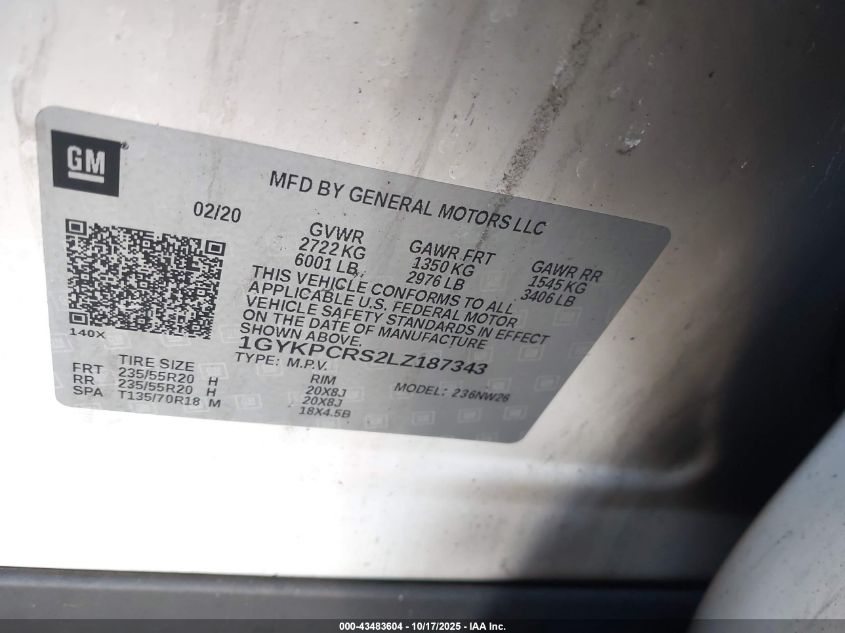 GM
®
MFD BY GENERAL MOTORS LLC
02/20
GVWR
2722 KG
6001 LB
GAWR FRT
1350 KG
2976 LB
GAWR RR
1545 KG
3406 LB
THIS VEHICLE CONFORMS TO ALL
APPLICABLE U.S. FEDERAL MOTOR
VEHICLE SAFETY STANDARDS IN EFFECT
ON THE DATE OF MANUFACTURE
SHOWN ABOVE.
140X
1GYKPCRS2LZ187343
TYPE: M.P.V.
MODEL: 236NW26
TIRE SIZE
RIM
FRT 235/55R20 H 20X8J
RR 235/55R20 H 20X8J
SPA T135/70R18 M 18X4.5B
000-43483604 - 10/17/2025 - IAA Inc.